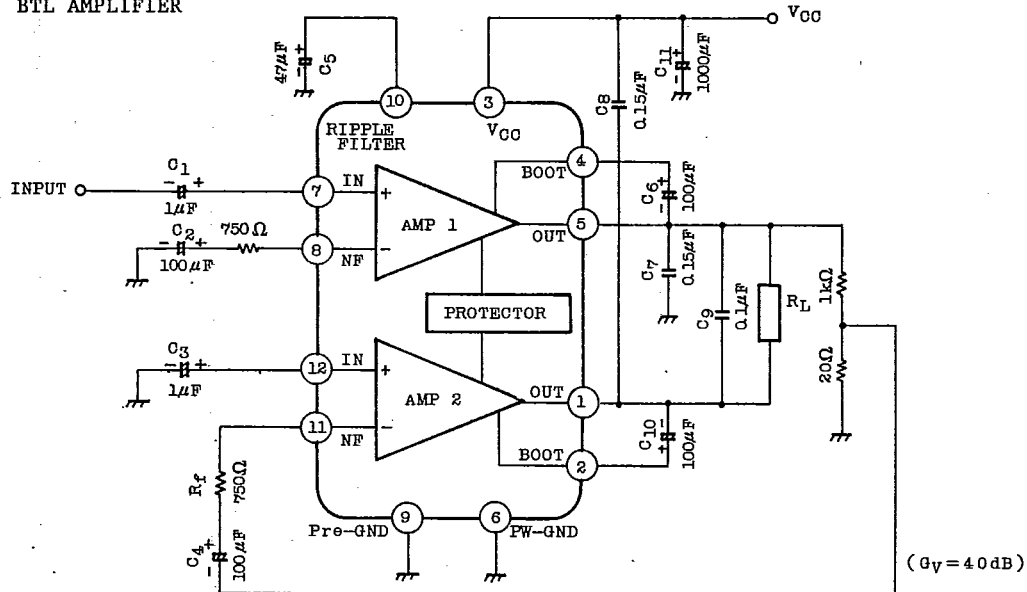 BTL AMPLIFIER
VCC
47μF
C5
C11
1000μF
C8
0.15μF
10
3
RIPPLE
FILTER
VCC
4
BOOT
C1
INPUT
1μF
7
IN
+
AMP 1
C6
100μF
5
OUT
C2
750Ω
100μF
8
NF
-
C7
0.15μF
C9
0.1μF
RL
1kΩ
PROTECTOR
20Ω
C3
1μF
12
IN
+
AMP 2
OUT
1
11
NF
-
C10
100μF
BOOT
2
Rf
750Ω
Pre-GND
9
6
PW-GND
C4
100μF
(GV=40dB)